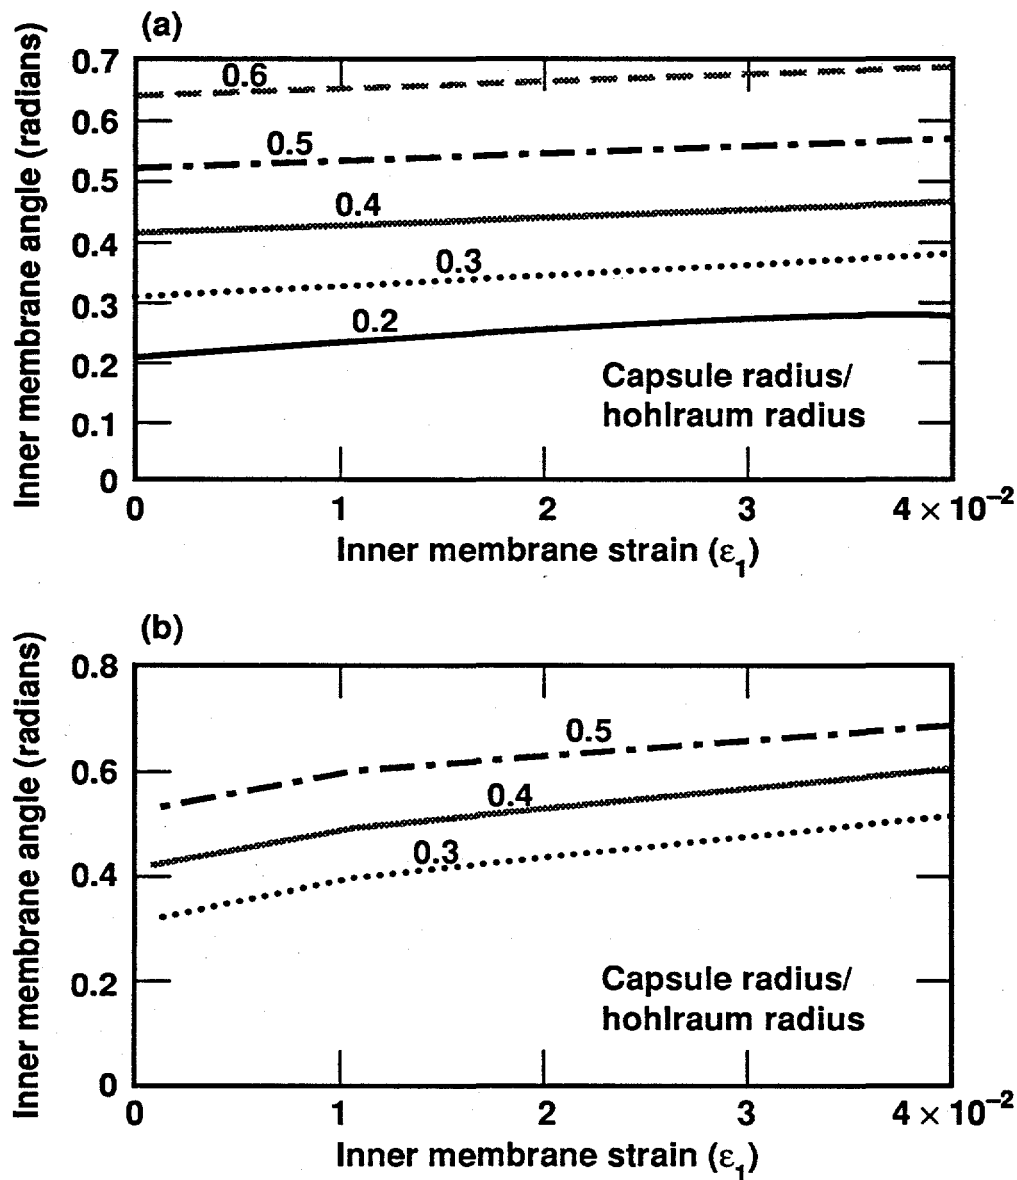 (a)
Inner membrane angle (radians)
0.7
0.6
0.5
0.4
0.3
0.2
0.1
0
0.6
0.5
0.4
0.3
0.2
Capsule radius/
hohlraum radius
0 1 2 3 4 × 10⁻²
Inner membrane strain (ε₁)
(b)
Inner membrane angle (radians)
0.8
0.6
0.4
0.2
0
0.5
0.4
0.3
Capsule radius/
hohlraum radius
0 1 2 3 4 × 10⁻²
Inner membrane strain (ε₁)